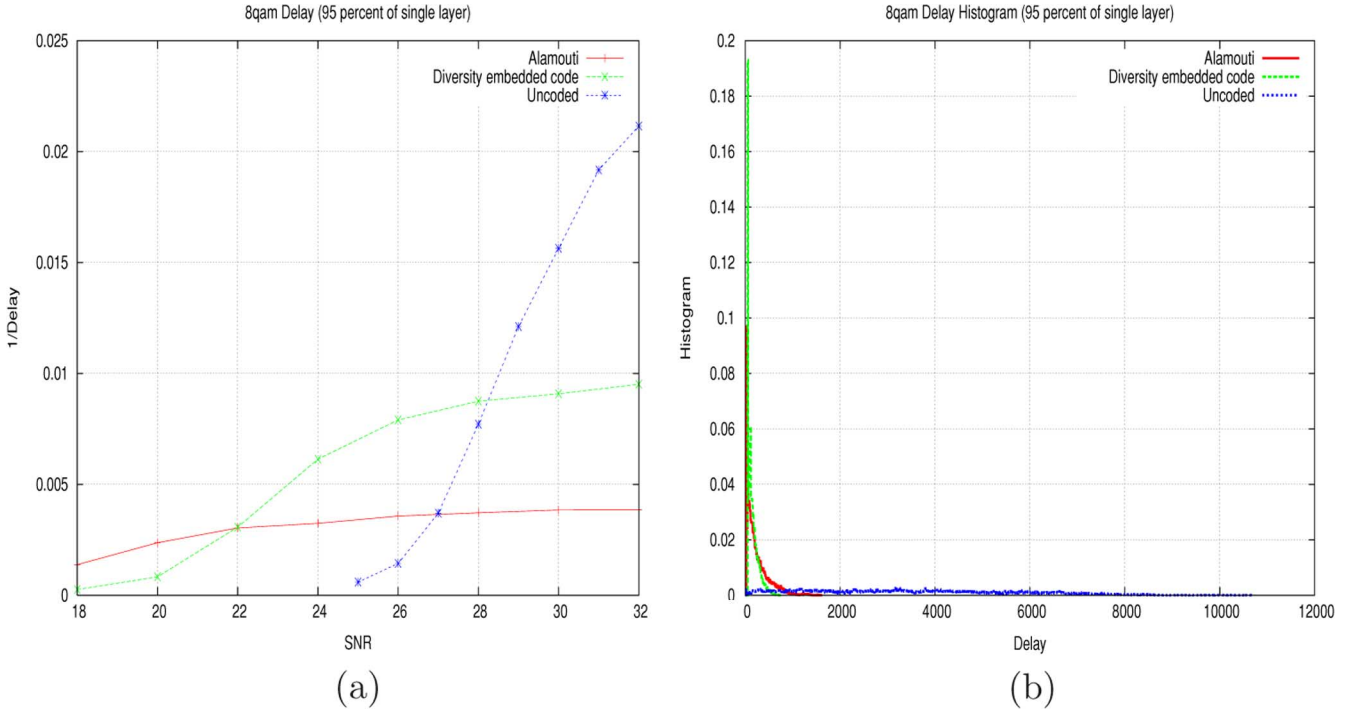 8qam Delay (95 percent of single layer)
0.025
0.02
0.015
0.01
0.005
0
18 20 22 24 26 28 30 32
1/Delay
SNR
Alamouti
Diversity embedded code
Uncoded
(a)
8qam Delay Histogram (95 percent of single layer)
0.2
0.18
0.16
0.14
0.12
0.1
0.08
0.06
0.04
0.02
0
0 2000 4000 6000 8000 10000 12000
Histogram
Delay
Alamouti
Diversity embedded code
Uncoded
(b)